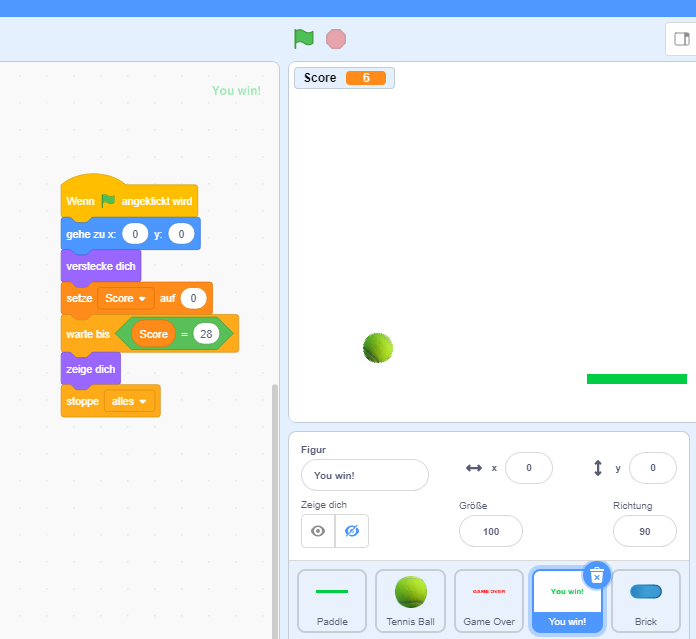 Score 6
You win!
Wenn angeklickt wird
gehe zu x: 0 y: 0
verstecke dich
setze Score auf 0
warte bis Score = 28
zeige dich
stoppe alles
Figur
You win!
x 0
y 0
Zeige dich
Größe
100
Richtung
90
GAME OVER
You win!
Paddle
Tennis Ball
Game Over
You win!
Brick